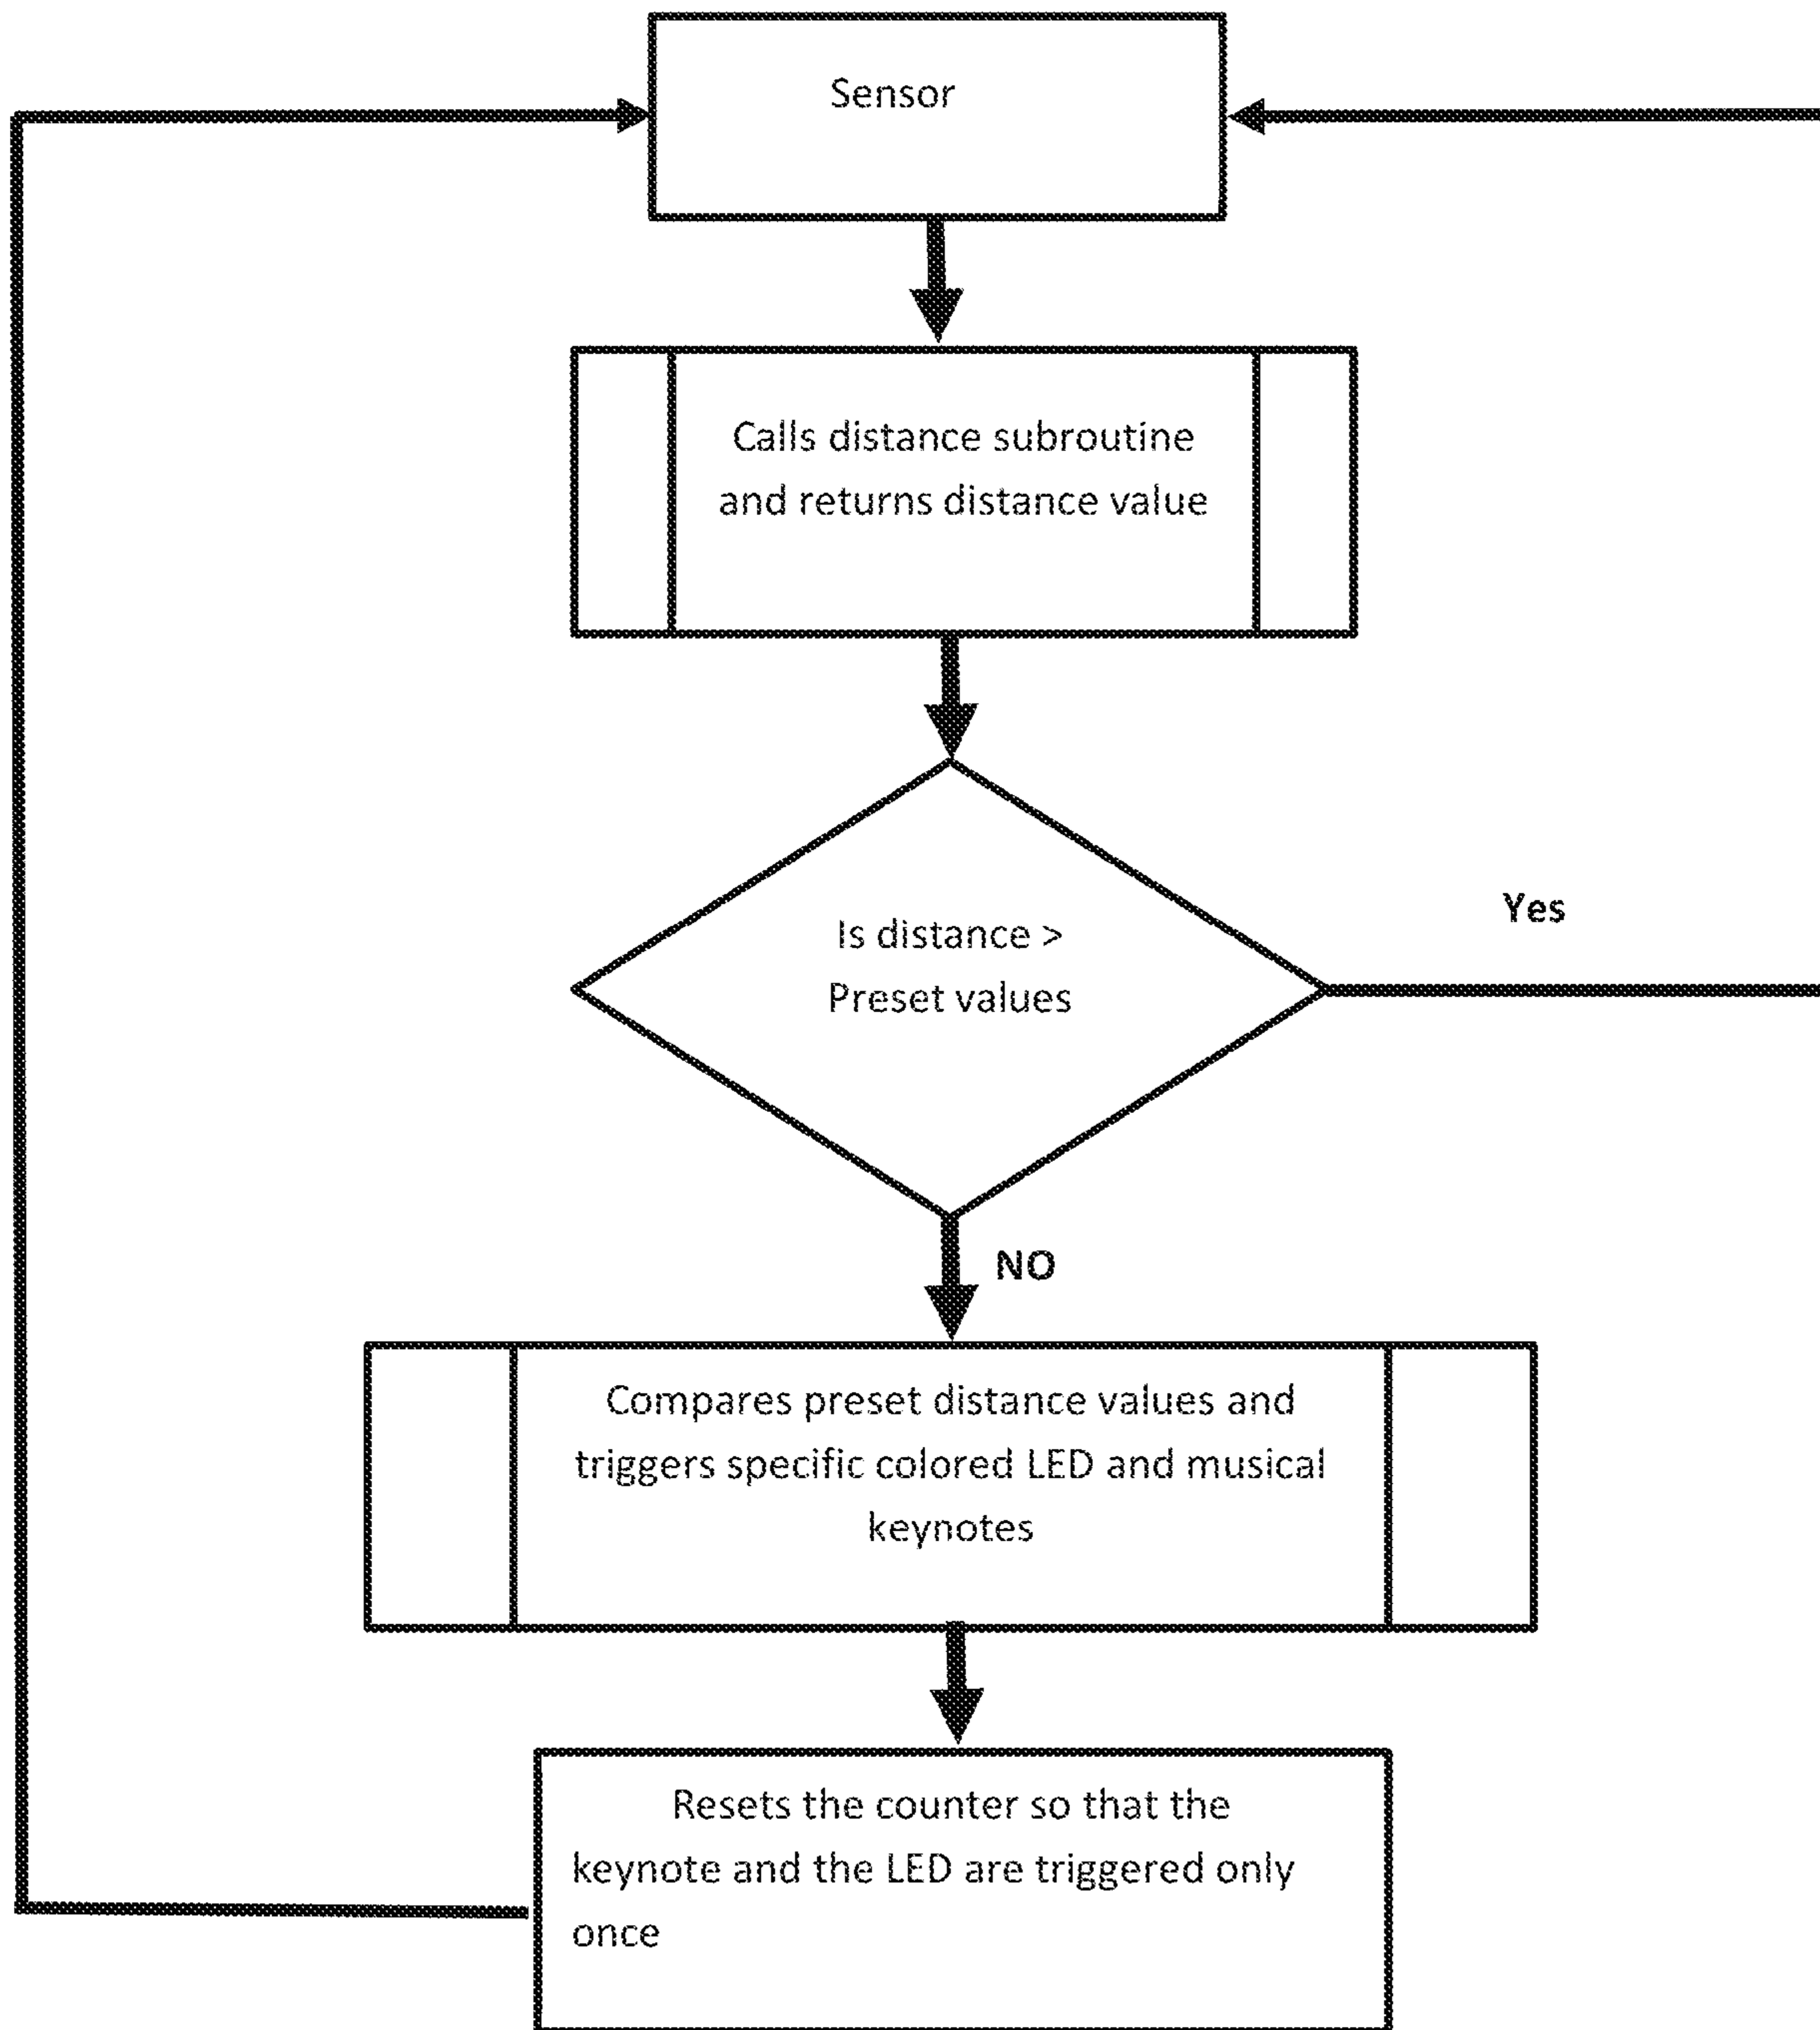 Sensor
Calls distance subroutine
and returns distance value
Is distance >
Preset values
Yes
NO
Compares preset distance values and
triggers specific colored LED and musical
keynotes
Resets the counter so that the
keynote and the LED are triggered only
once